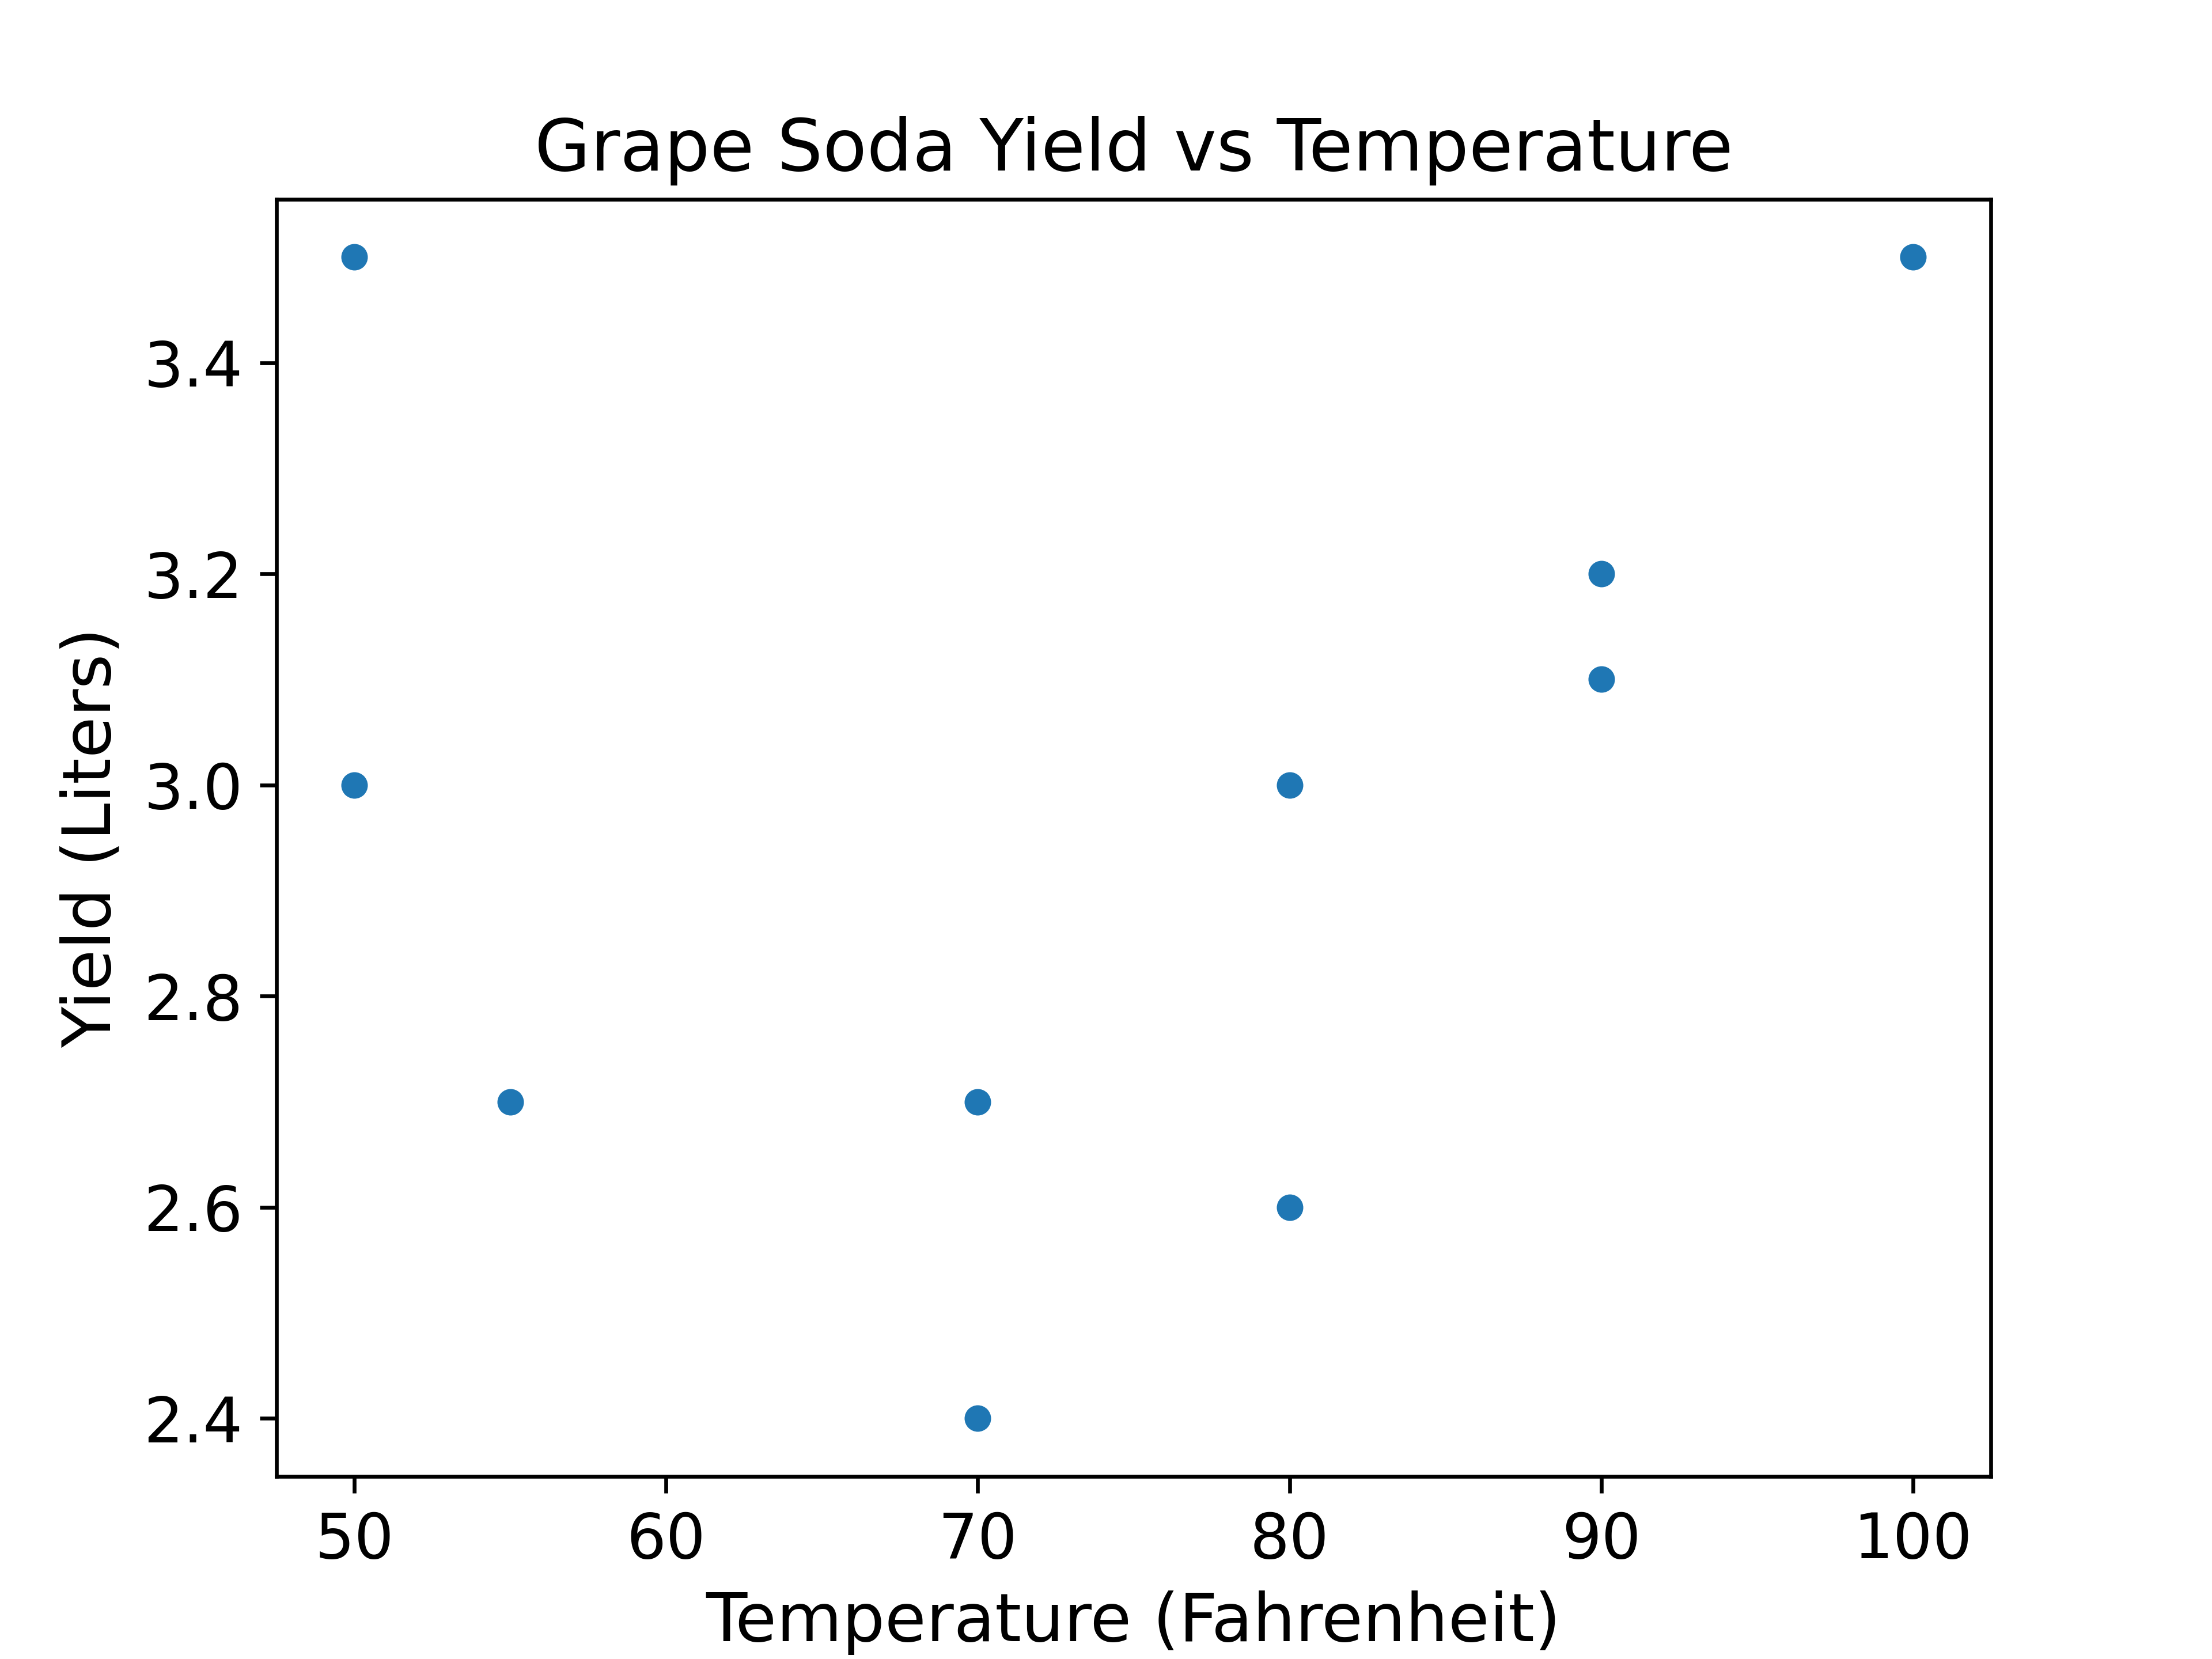 Grape Soda Yield vs Temperature
Yield (Liters)
3.4
3.2
3.0
2.8
2.6
2.4
50 60 70 80 90 100
Temperature (Fahrenheit)